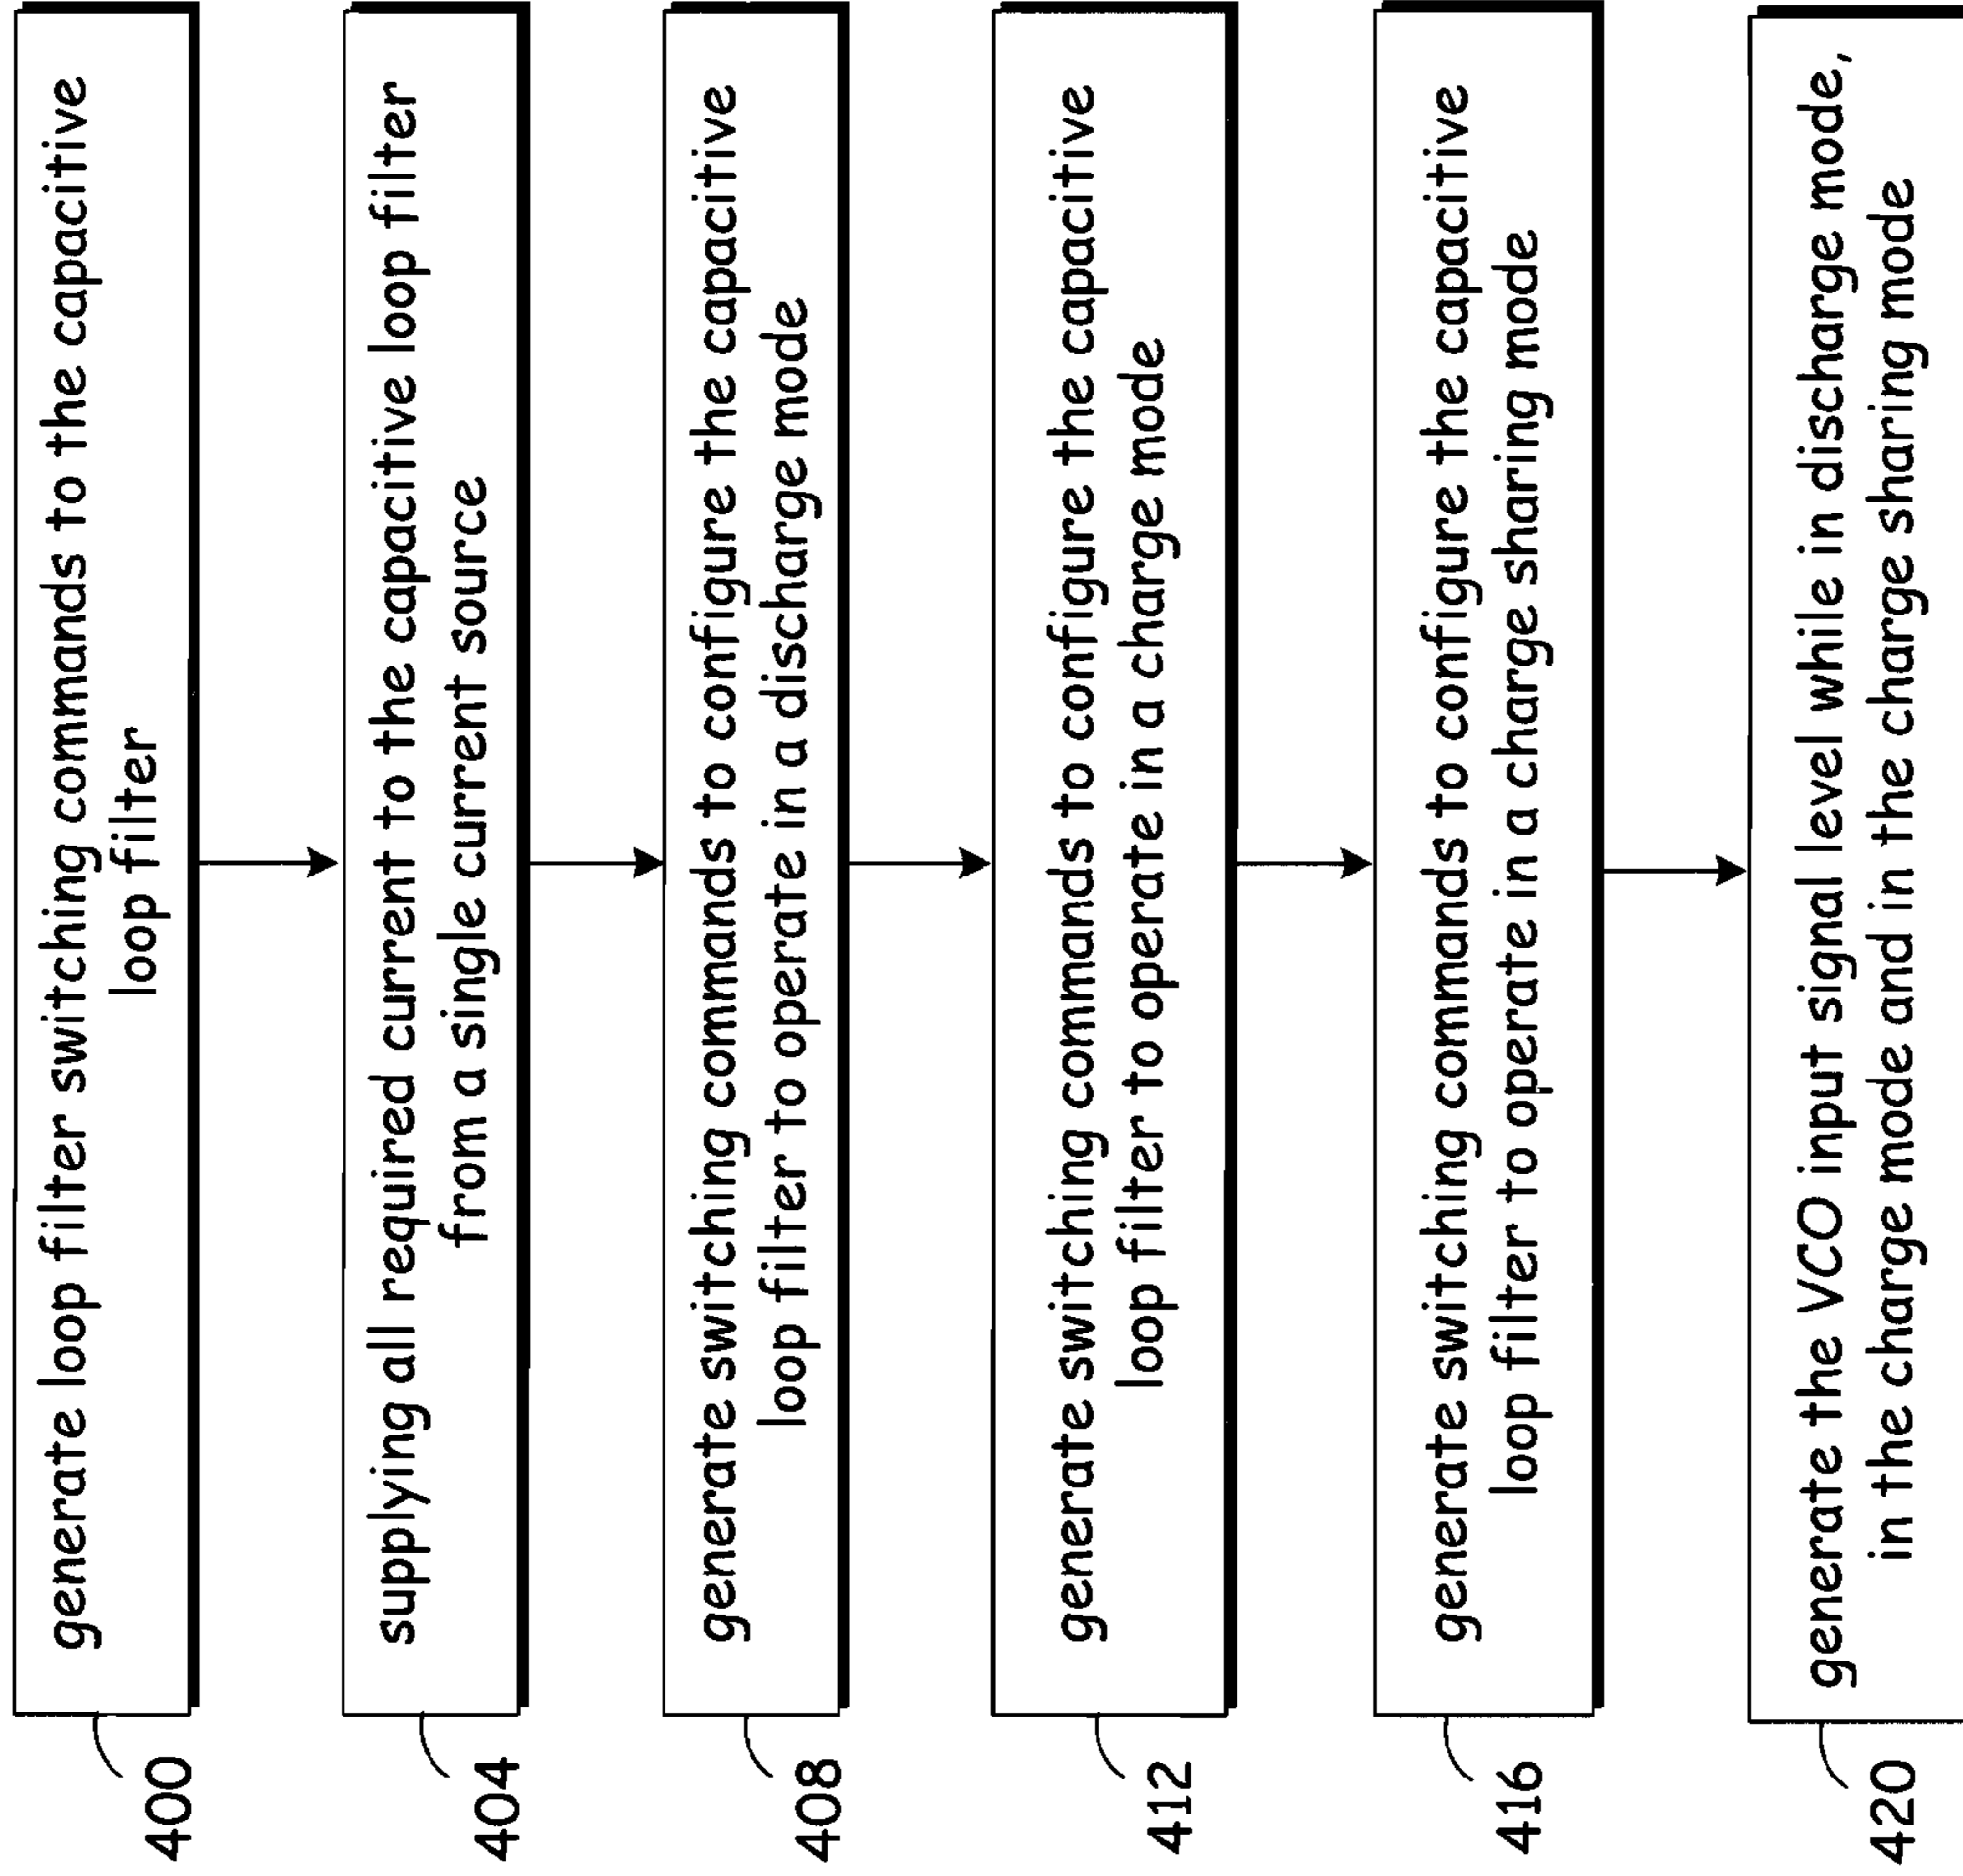 generate loop filter switching commands to the capacitive
loop filter
400
supplying all required current to the capacitive loop filter
from a single current source
404
generate switching commands to configure the capacitive
loop filter to operate in a discharge mode
408
generate switching commands to configure the capacitive
loop filter to operate in a charge mode
412
generate switching commands to configure the capacitive
loop filter to operate in a charge sharing mode
416
generate the VCO input signal level while in discharge mode,
in the charge mode and in the charge sharing mode
420